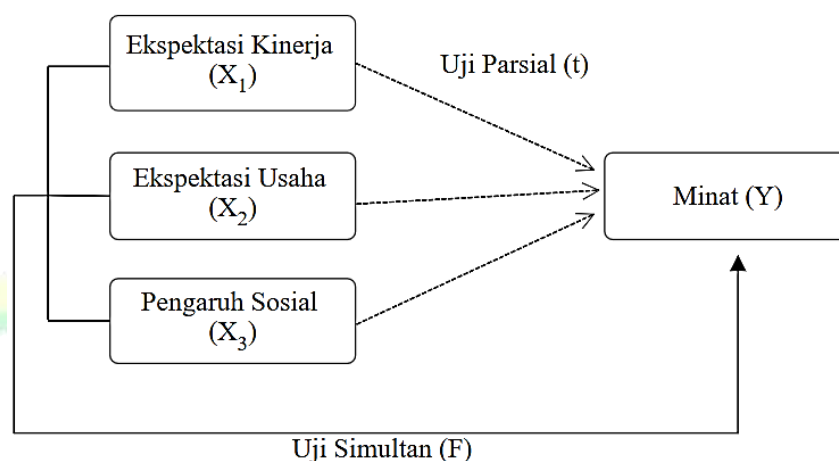 Ekspektasi Kinerja
(X₁)
Uji Parsial (t)
Ekspektasi Usaha
(X₂)
Minat (Y)
Pengaruh Sosial
(X₃)
Uji Simultan (F)